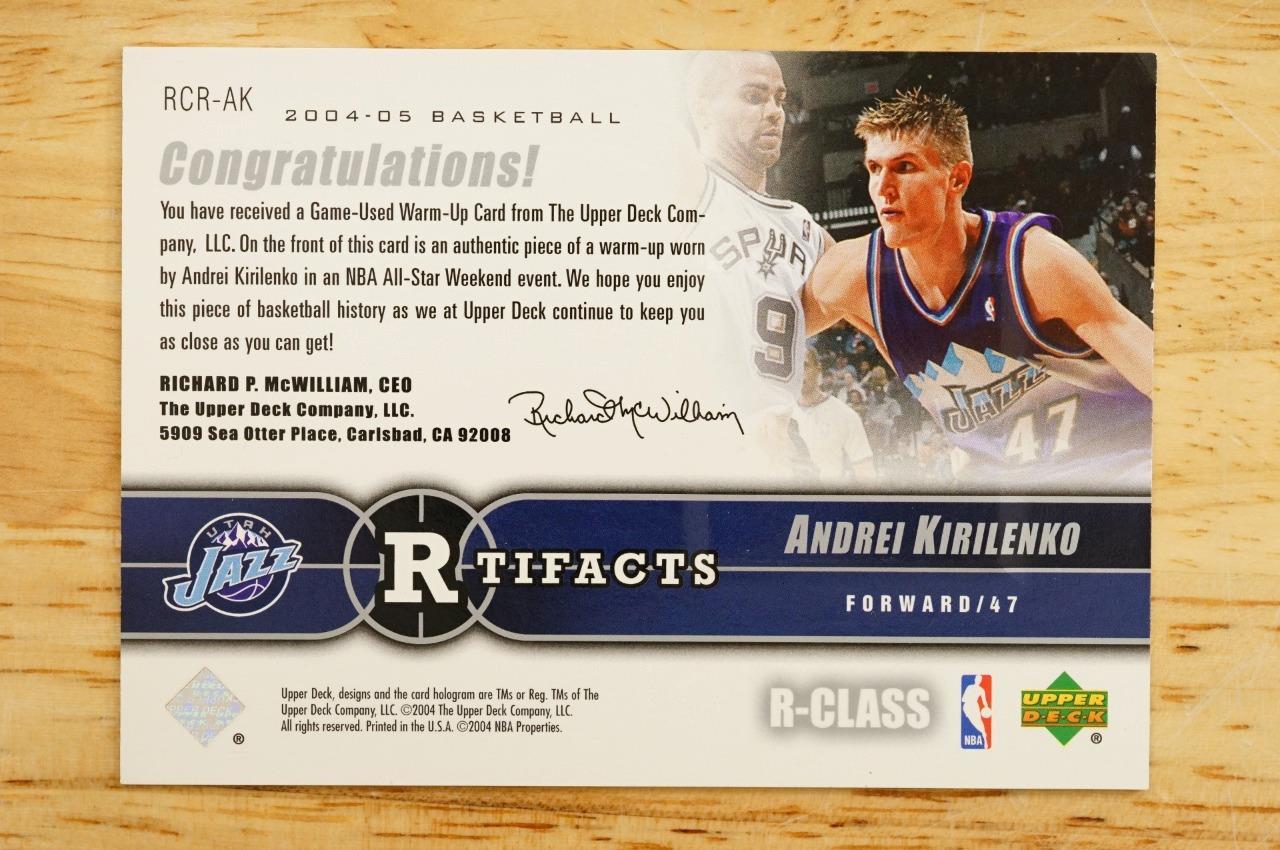 RCR-AK
2004-05 BASKETBALL
Congratulations!
You have received a Game-Used Warm-Up Card from The Upper Deck Com-
pany, LLC. On the front of this card is an authentic piece of a warm-up worn
by Andrei Kirilenko in an NBA All-Star Weekend event. We hope you enjoy
this piece of basketball history as we at Upper Deck continue to keep you
as close as you can get!
RICHARD P. McWILLIAM, CEO
The Upper Deck Company, LLC.
5909 Sea Otter Place, Carlsbad, CA 92008
Richard McWilliam
SPUR
9
JAZZ
47
UTAH
JAZZ
R TIFACTS
ANDREI KIRILENKO
FORWARD/47
®
Upper Deck, designs and the card hologram are TMs or Reg. TMs of The
Upper Deck Company, LLC. ©2004 The Upper Deck Company, LLC.
All rights reserved. Printed in the U.S.A. ©2004 NBA Properties.
R-CLASS
NBA
UPPER
DECK
®